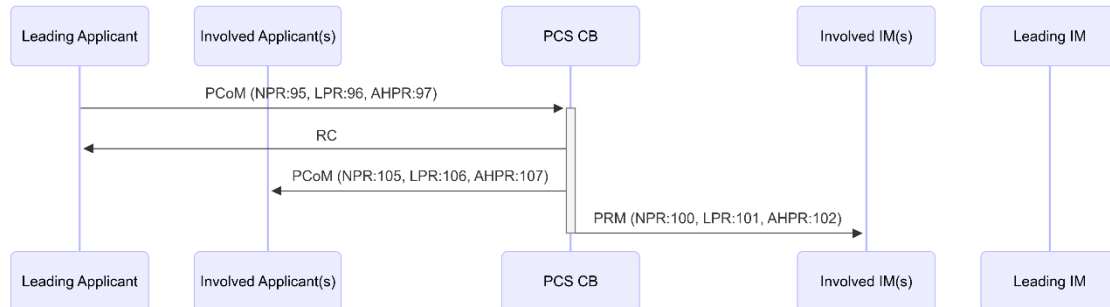 Leading Applicant
Involved Applicant(s)
PCS CB
Involved IM(s)
Leading IM
PCoM (NPR:95, LPR:96, AHPR:97)
RC
PCoM (NPR:105, LPR:106, AHPR:107)
PRM (NPR:100, LPR:101, AHPR:102)
Leading Applicant
Involved Applicant(s)
PCS CB
Involved IM(s)
Leading IM